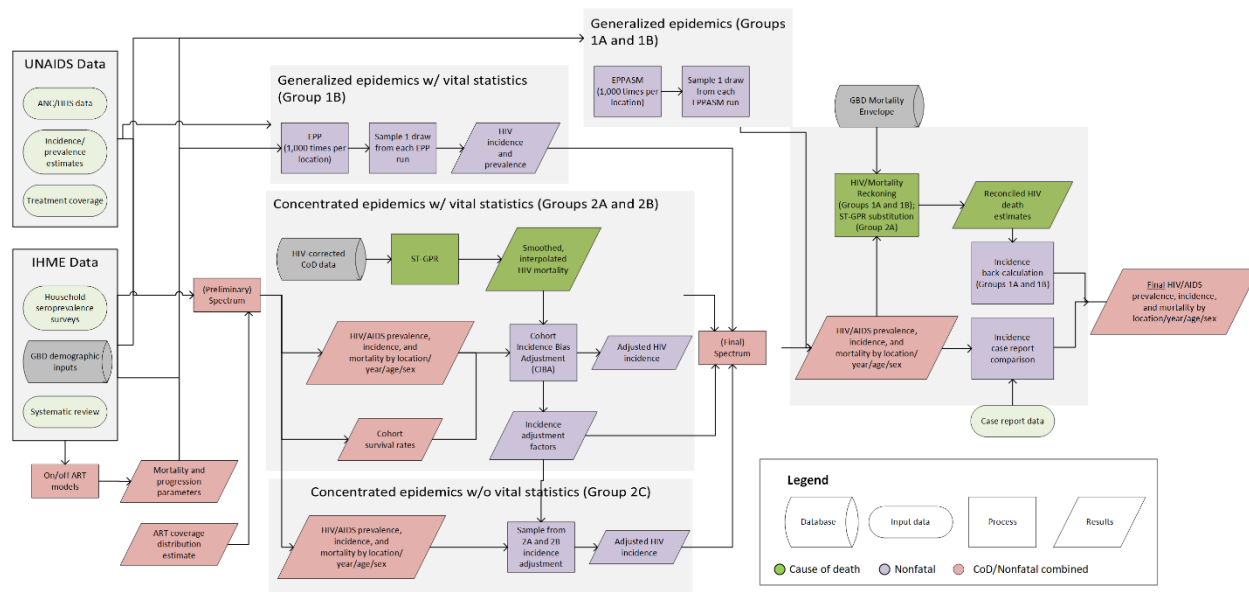 UNAIDS Data
ANC/HHS data
Incidence/
prevalence
estimates
Treatment coverage
IHME Data
Household
seroprevalence
surveys
GBD demographic
inputs
Systematic review
On/off ART
models
Mortality and
progression
parameters
ART coverage
distribution
estimate
(Preliminary)
Spectrum
Generalized epidemics w/ vital statistics
(Group 1B)
EPP
(1,000 times per
location)
Sample 1 draw
from each EPP
run
HIV
incidence
and
prevalence
Generalized epidemics (Groups
1A and 1B)
EPPASM
(1,000 times per
location)
Sample 1 draw
from each
EPPASM run
Concentrated epidemics w/ vital statistics (Groups 2A and 2B)
HIV-corrected
CoD data
ST-GPR
Smoothed,
interpolated
HIV mortality
HIV/AIDS prevalence,
incidence, and
mortality by location/
year/age/sex
Cohort
Incidence Bias
Adjustment
(CIBA)
Adjusted HIV
incidence
Cohort
survival rates
Incidence
adjustment
factors
Concentrated epidemics w/o vital statistics (Group 2C)
HIV/AIDS prevalence,
incidence, and
mortality by location/
year/age/sex
Sample from
2A and 2B
incidence
adjustment
Adjusted HIV
incidence
(Final)
Spectrum
GBD Mortality
Envelope
HIV/Mortality
Reckoning
(Groups 1A and 1B);
ST-GPR substitution
(Group 2A)
Reconciled HIV
death
estimates
Incidence
back-calculation
(Groups 1A and 1B)
HIV/AIDS prevalence,
incidence, and
mortality by location/
year/age/sex
Incidence
case report
comparison
Case report data
Final HIV/AIDS
prevalence, incidence,
and mortality by
location/year/age/sex
Legend
Database
Input data
Process
Results
Cause of death
Nonfatal
CoD/Nonfatal combined